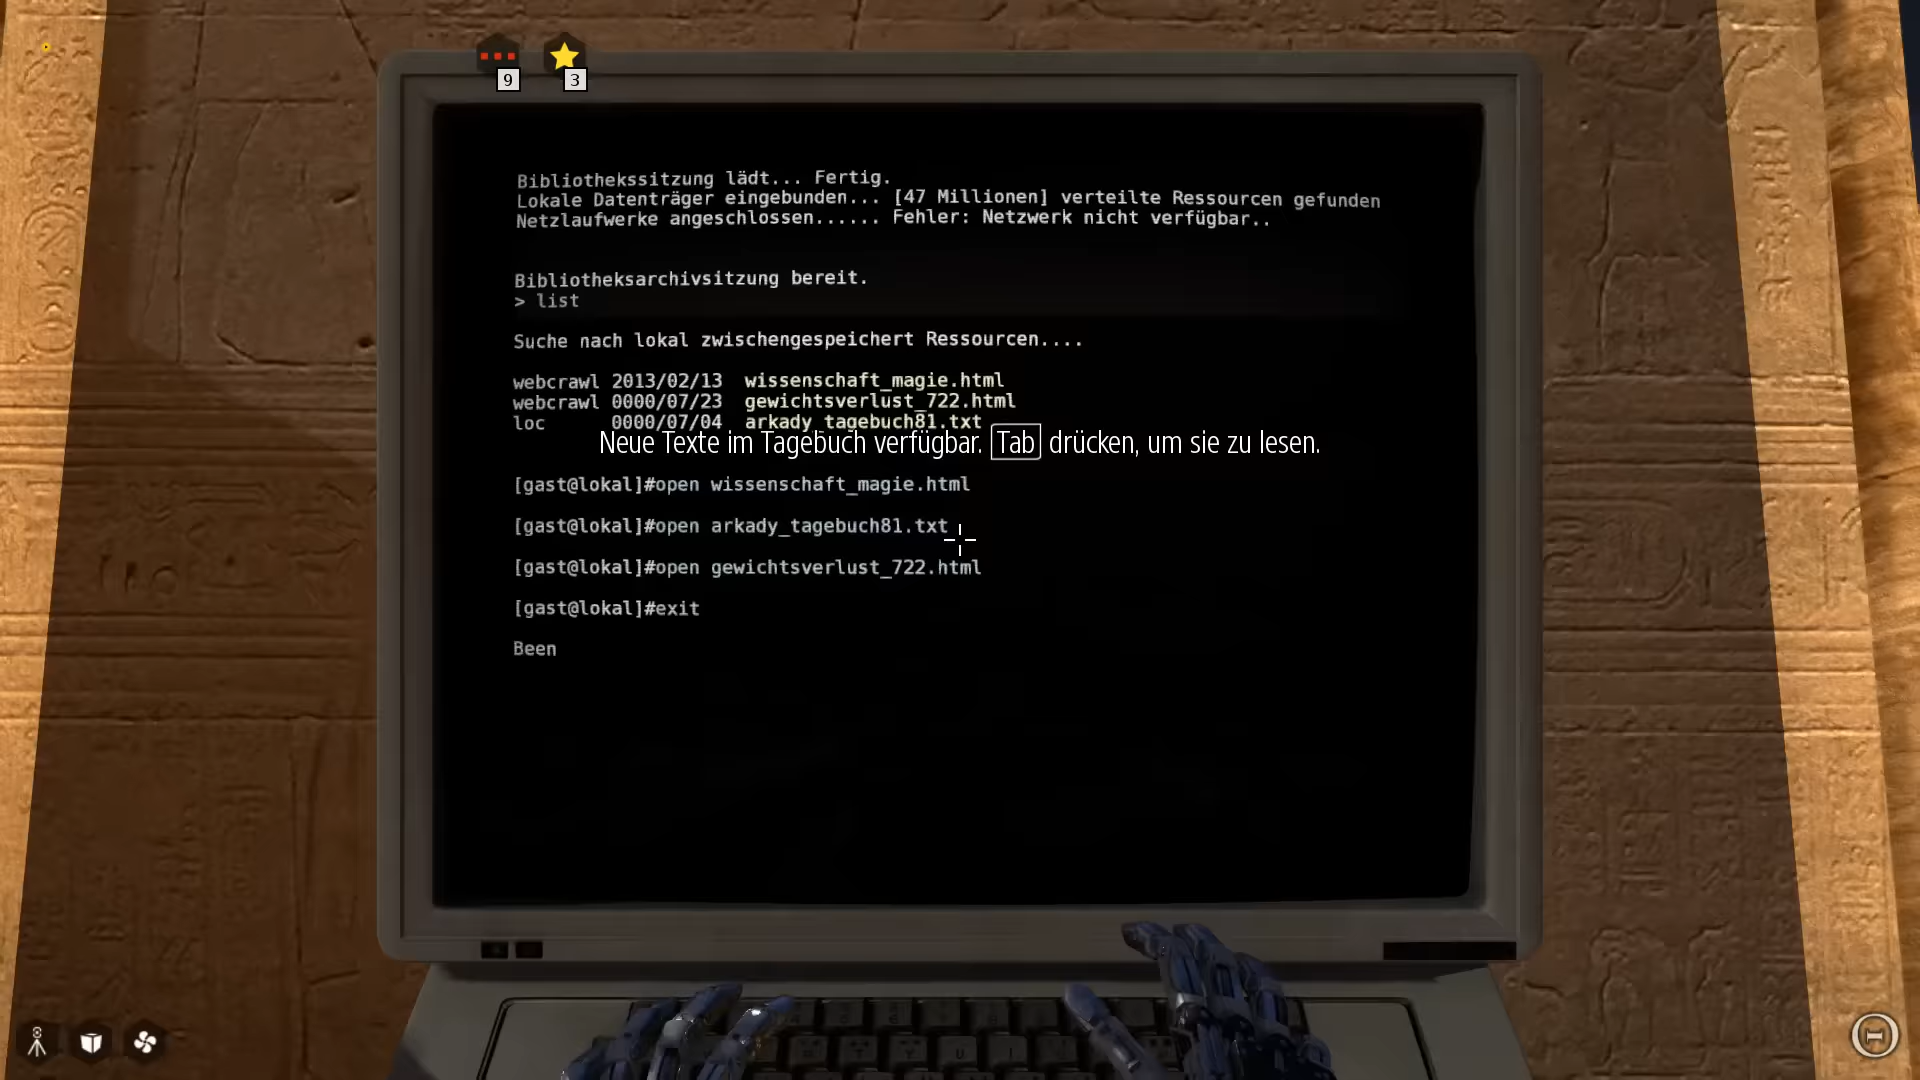 9
3
Bibliothekssitzung lädt... Fertig.
Lokale Datenträger eingebunden... [47 Millionen] verteilte Ressourcen gefunden
Netzlaufwerke angeschlossen...... Fehler: Netzwerk nicht verfügbar..
Bibliotheksarchivsitzung bereit.
> list
Suche nach lokal zwischengespeichert Ressourcen....
webcrawl 2013/02/13 wissenschaft_magie.html
webcrawl 0000/07/23 gewichtsverlust_722.html
loc 0000/07/04 arkady_tagebuch81.txt
Neue Texte im Tagebuch verfügbar. Tab drücken, um sie zu lesen.
[gast@lokal]#open wissenschaft_magie.html
[gast@lokal]#open arkady_tagebuch81.txt
[gast@lokal]#open gewichtsverlust_722.html
[gast@lokal]#exit
Been